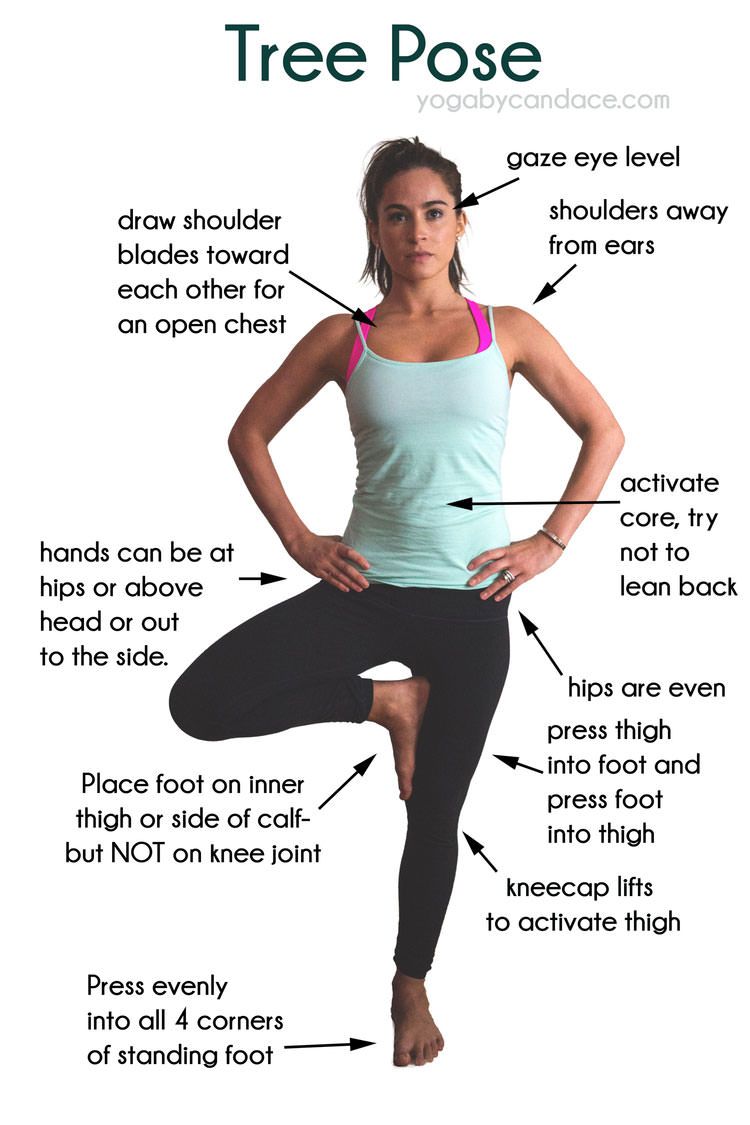 Tree Pose
yogabycandace.com
gaze eye level
shoulders away
from ears
draw shoulder
blades toward
each other for
an open chest
activate
core, try
not to
lean back
hands can be at
hips or above
head or out
to the side.
hips are even
press thigh
into foot and
press foot
into thigh
Place foot on inner
thigh or side of calf-
but NOT on knee joint
kneecap lifts
to activate thigh
Press evenly
into all 4 corners
of standing foot